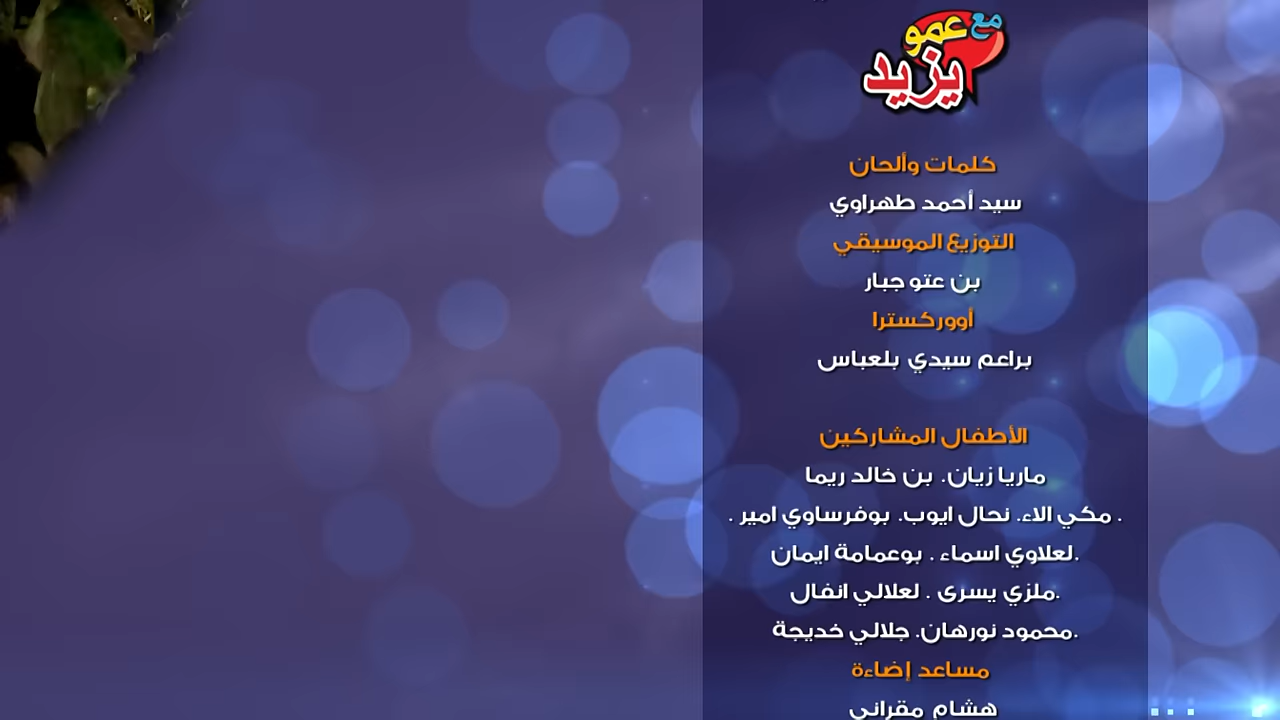 مع عمو
يزيد
كلمات وألحان
سيد أحمد طهراوي
التوزيع الموسيقي
بن عتو جبار
أووركسترا
براعم سيدي بلعباس
الأطفال المشاركين
ماريا زيان. بن خالد ريما
. مكي الاء. نحال ايوب. بوفرساوي امير .
.لعلاوي اسماء . بوعمامة ايمان
.ملزي يسرى . لعلالي انفال
.محمود نورهان. جلالي خديجة
مساعد إضاءة
هشام مقراني